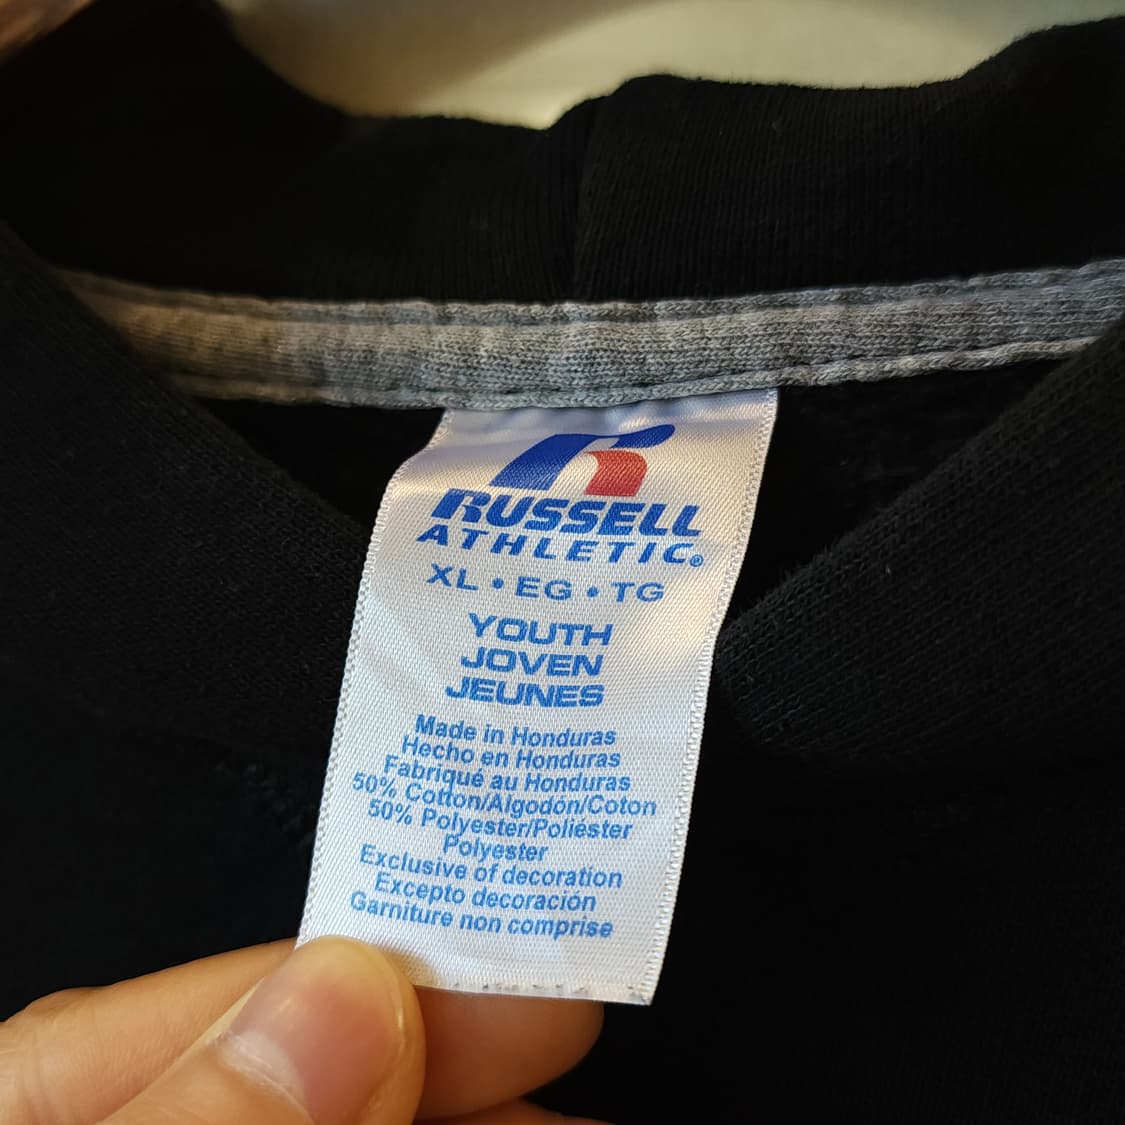 RUSSELL
ATHLETIC®
XL • EG • TG
YOUTH
JOVEN
JEUNES
Made in Honduras
Hecho en Honduras
Fabriqué au Honduras
50% Cotton/Algodón/Coton
50% Polyester/Poliéster
Polyester
Exclusive of decoration
Excepto decoración
Garniture non comprise